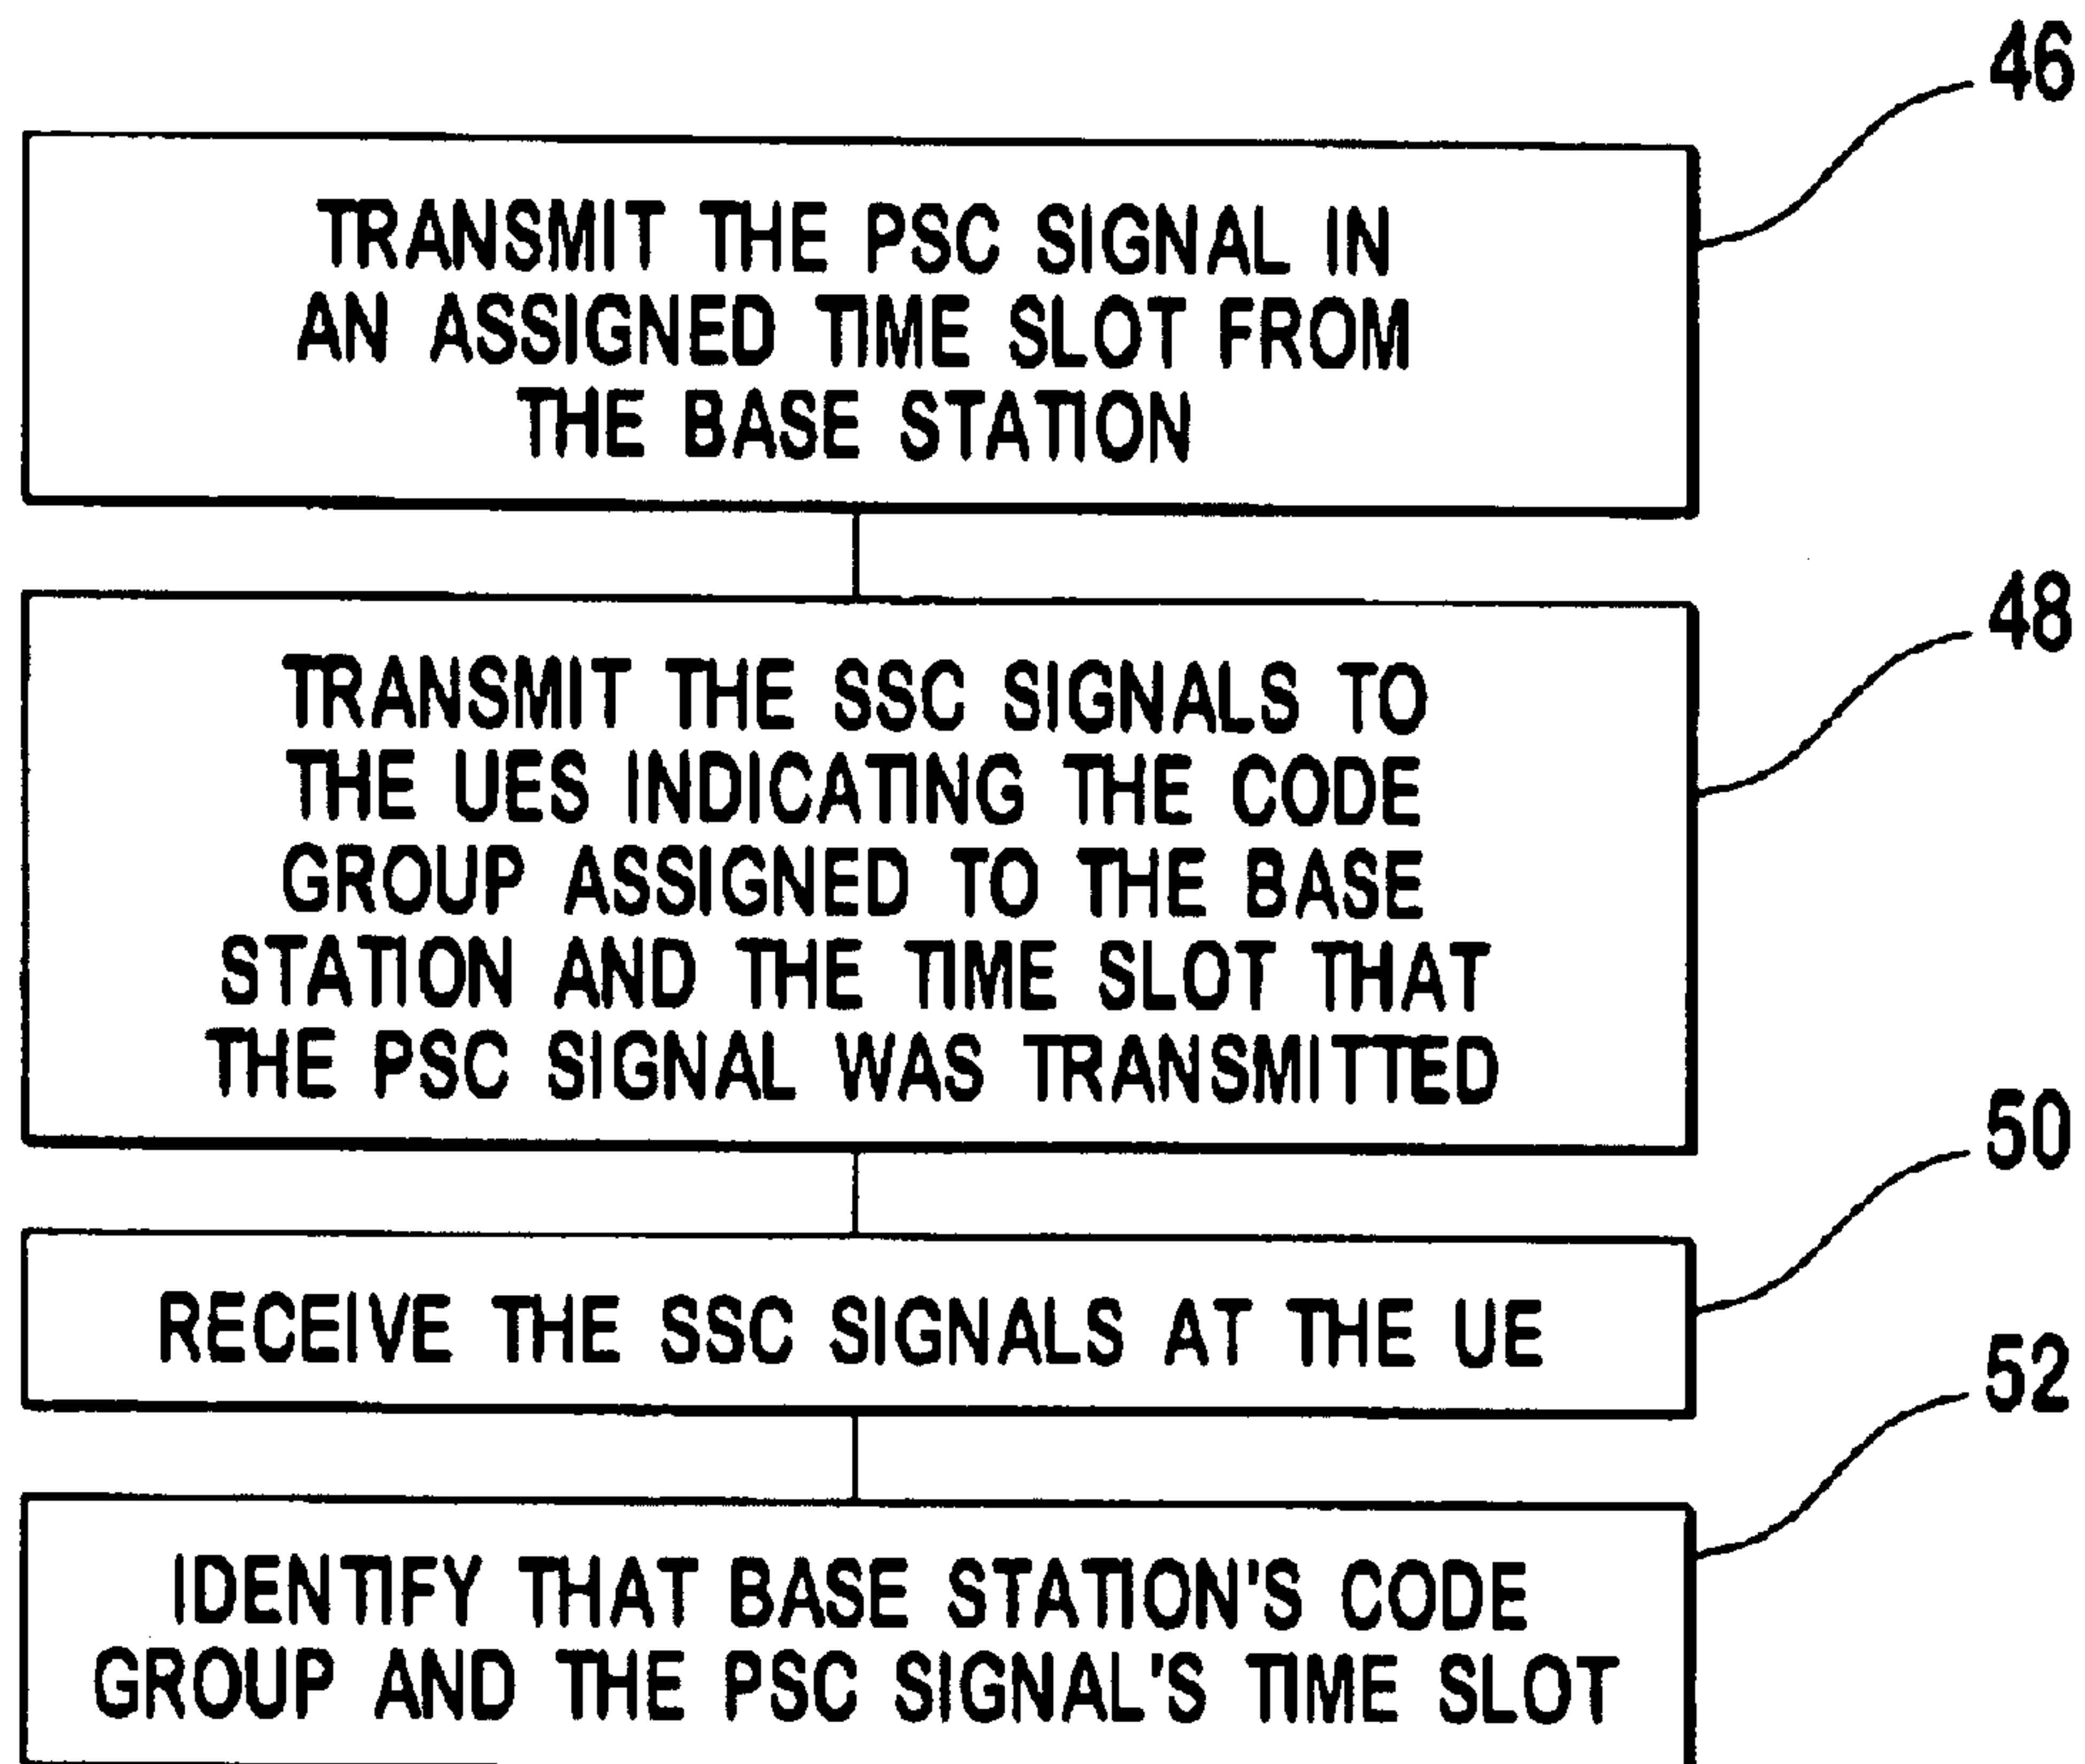 46
TRANSMIT THE PSC SIGNAL IN
AN ASSIGNED TIME SLOT FROM
THE BASE STATION
48
TRANSMIT THE SSC SIGNALS TO
THE UES INDICATING THE CODE
GROUP ASSIGNED TO THE BASE
STATION AND THE TIME SLOT THAT
THE PSC SIGNAL WAS TRANSMITTED
50
RECEIVE THE SSC SIGNALS AT THE UE
52
IDENTIFY THAT BASE STATION'S CODE
GROUP AND THE PSC SIGNAL'S TIME SLOT